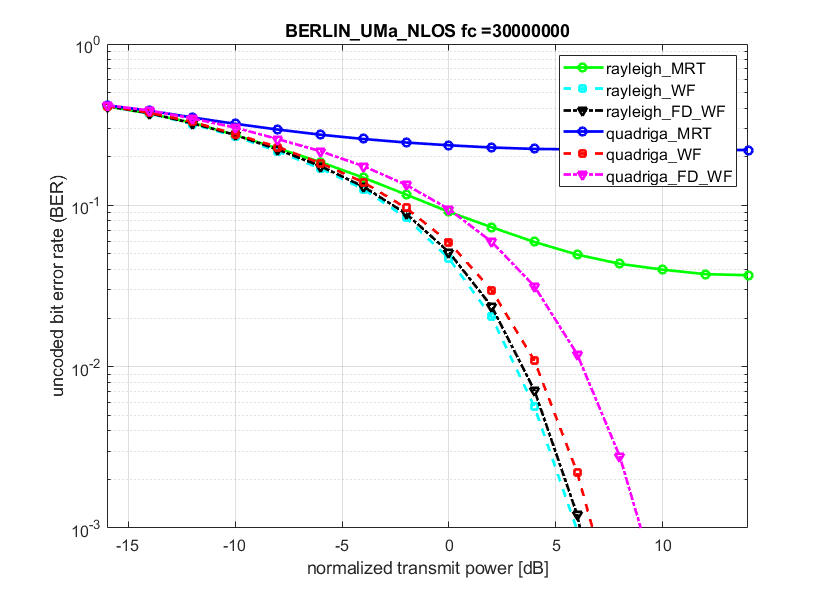 BERLIN_UMa_NLOS fc =30000000
10^0
10^-1
10^-2
10^-3
uncoded bit error rate (BER)
rayleigh_MRT
rayleigh_WF
rayleigh_FD_WF
quadriga_MRT
quadriga_WF
quadriga_FD_WF
-15 -10 -5 0 5 10
normalized transmit power [dB]